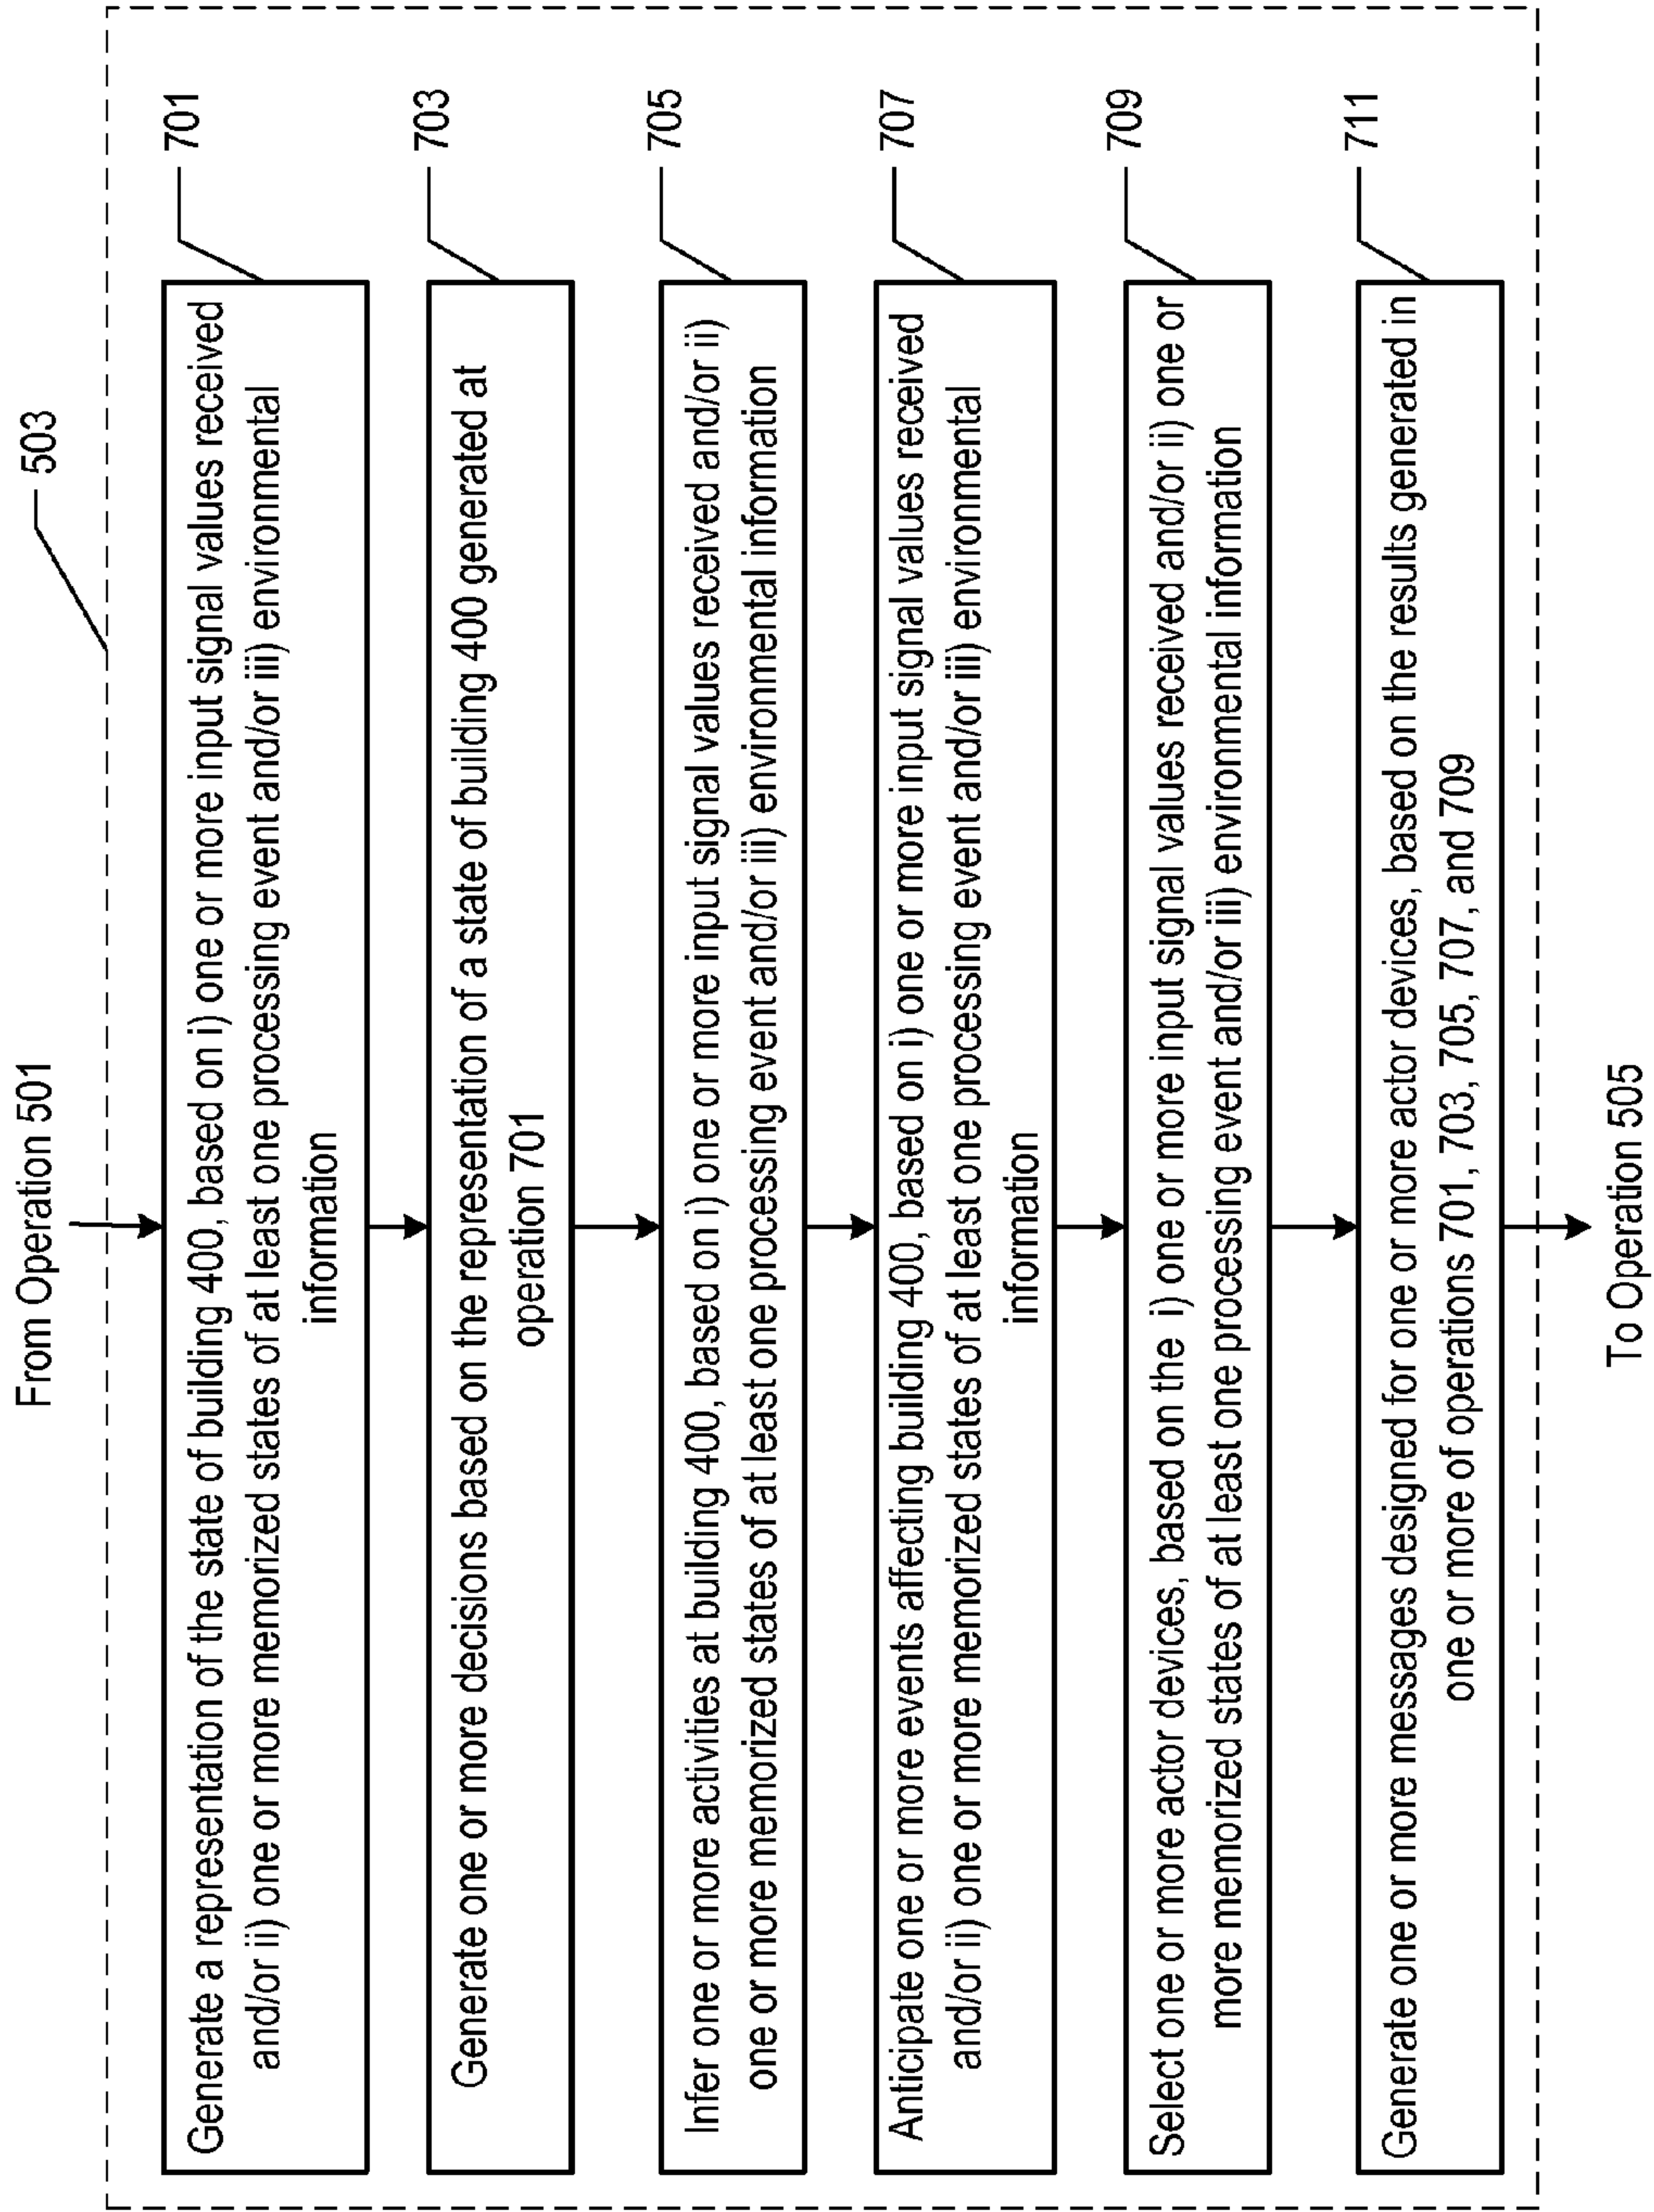 From Operation 501
503
Generate a representation of the state of building 400, based on i) one or more input signal values received
and/or ii) one or more memorized states of at least one processing event and/or iii) environmental
information
701
Generate one or more decisions based on the representation of a state of building 400 generated at
operation 701
703
Infer one or more activities at building 400, based on i) one or more input signal values received and/or ii)
one or more memorized states of at least one processing event and/or iii) environmental information
705
Anticipate one or more events affecting building 400, based on i) one or more input signal values received
and/or ii) one or more memorized states of at least one processing event and/or iii) environmental
information
707
Select one or more actor devices, based on the i) one or more input signal values received and/or ii) one or
more memorized states of at least one processing event and/or iii) environmental information
709
Generate one or more messages designed for one or more actor devices, based on the results generated in
one or more of operations 701, 703, 705, 707, and 709
711
To Operation 505